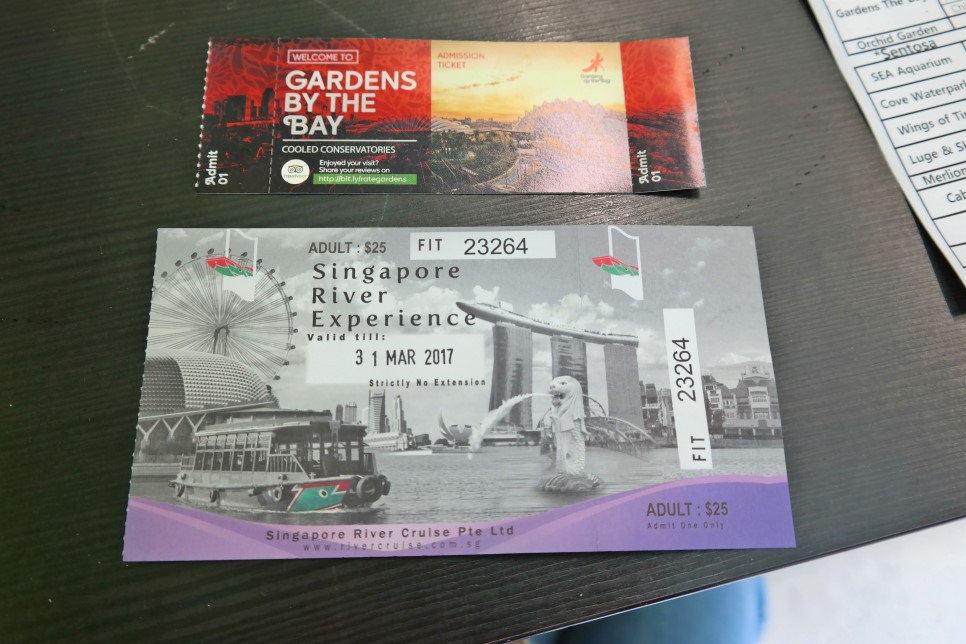 WELCOME TO
GARDENS
BY THE
BAY
COOLED CONSERVATORIES
Enjoyed your visit?
Share your reviews on
http://bit.ly/rategardens
Admit
01
ADMISSION
TICKET
Gardens
by the Bay
Admit
01
ADULT : $25
FIT 23264
Singapore
River
Experience
Valid till:
31 MAR 2017
Strictly No Extension
FIT 23264
ADULT : $25
Admit One Only
Singapore River Cruise Pte Ltd
www.rivercruise.com.sg
Gardens The
Orchid Garden
*Sentosa
SEA Aquarium
Cove Waterpark
Wings of
Luge &
Merlion